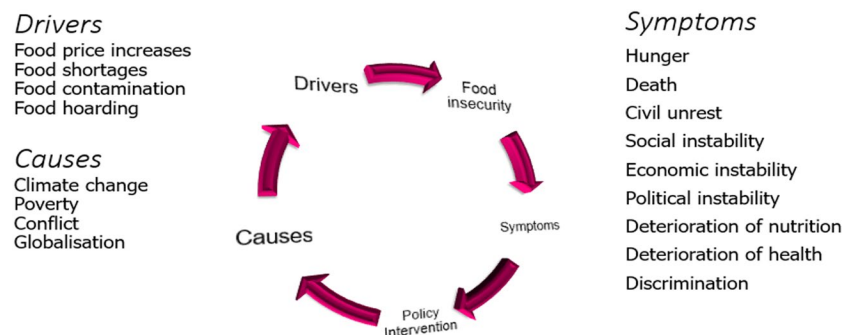 Drivers
Food price increases
Food shortages
Food contamination
Food hoarding
Causes
Climate change
Poverty
Conflict
Globalisation
Drivers
Food
insecurity
Symptoms
Policy
Intervention
Causes
Symptoms
Hunger
Death
Civil unrest
Social instability
Economic instability
Political instability
Deterioration of nutrition
Deterioration of health
Discrimination